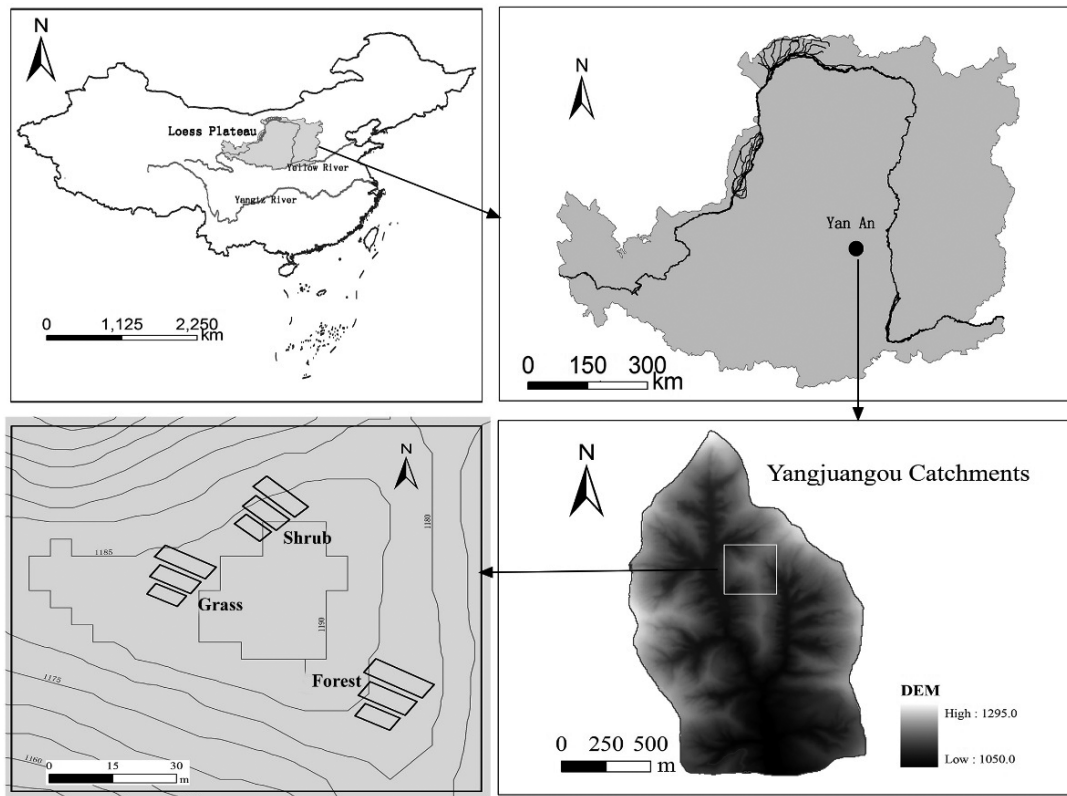 N
Loess Plateau
Yellow River
Yangtz River
0 1,125 2,250
km
N
Yan An
0 150 300
km
N
1180
Shrub
1185
Grass
1190
Forest
1175
1160
0 15 30
m
N
Yangjuangou Catchments
DEM
High : 1295.0
Low : 1050.0
0 250 500
m